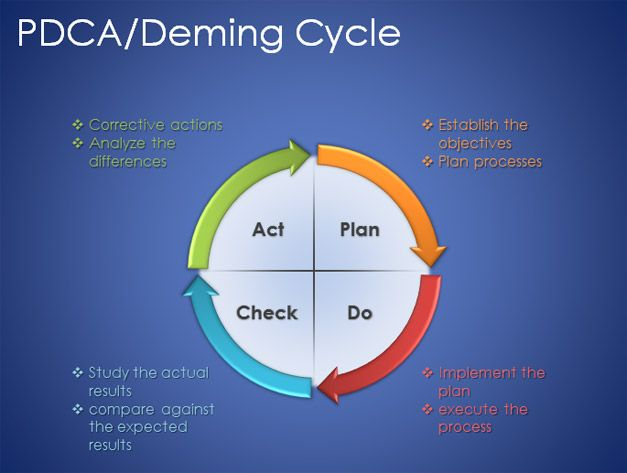 PDCA/Deming Cycle
❖ Corrective actions
❖ Analyze the
differences
❖ Establish the
objectives
❖ Plan processes
Act
Plan
Check
Do
❖ Study the actual
results
❖ compare against
the expected
results
❖ Implement the
plan
❖ execute the
process